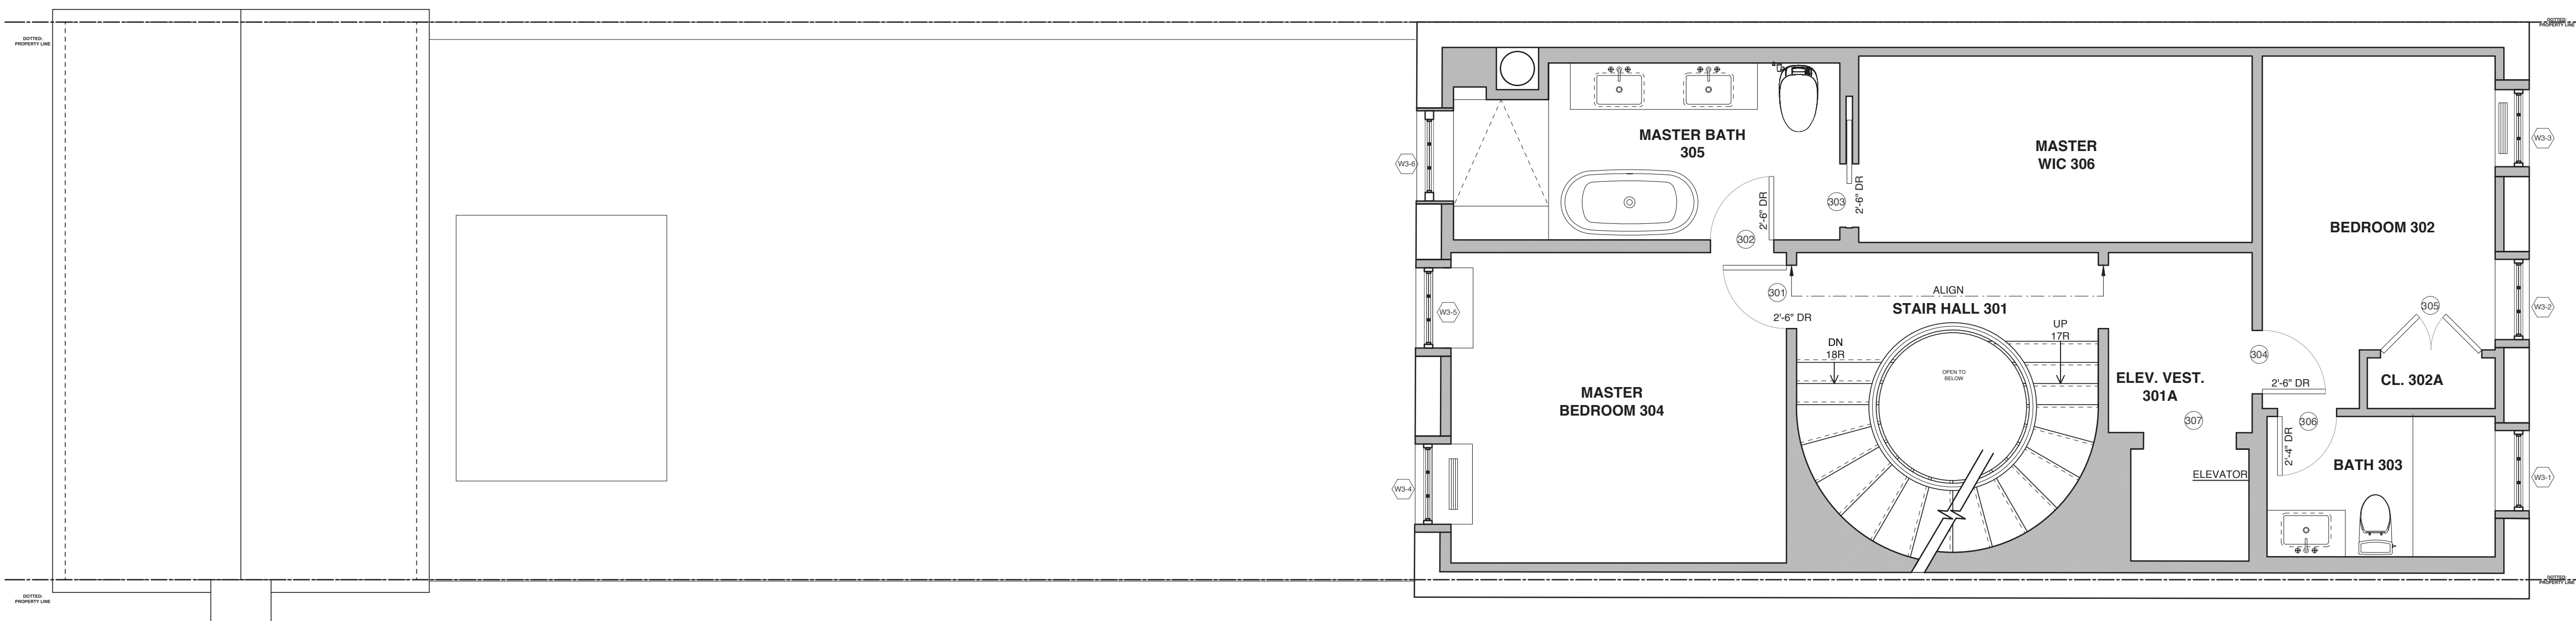 DOTTED:
PROPERTY LINE
DOTTED:
PROPERTY LINE
MASTER BATH
305
MASTER
WIC 306
W3-3
W3-6
2'-6" DR
303
2'-6" DR
302
BEDROOM 302
301
ALIGN
STAIR HALL 301
2'-6" DR
W3-5
305
W3-2
UP
17R
DN
18R
304
OPEN TO
BELOW
ELEV. VEST.
301A
2'-6" DR
CL. 302A
MASTER
BEDROOM 304
307
306
2'-4" DR
BATH 303
ELEVATOR
W3-4
W3-1
DOTTED:
PROPERTY LINE
DOTTED:
PROPERTY LINE